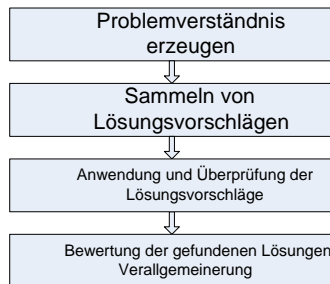 Problemverständnis
erzeugen
Sammeln von
Lösungsvorschlägen
Anwendung und Überprüfung der
Lösungsvorschläge
Bewertung der gefundenen Lösungen
Verallgemeinerung